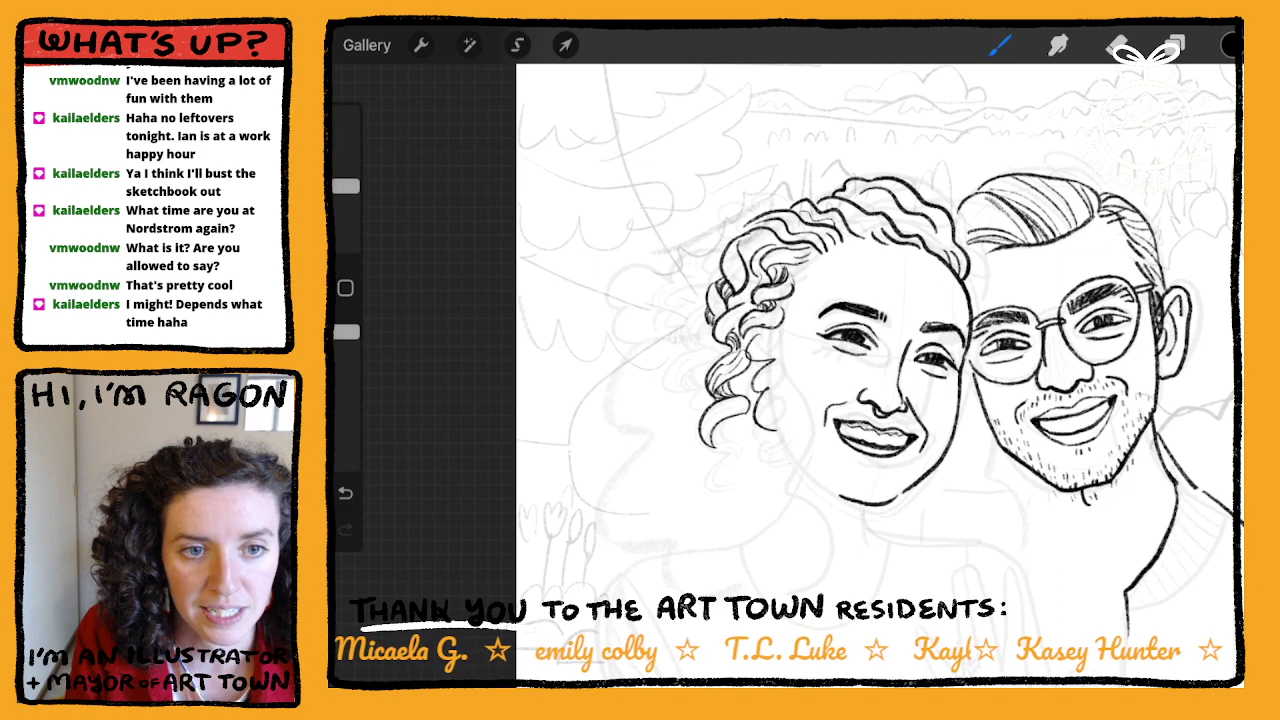 WHAT'S UP?
vmwoodnw I've been having a lot of
fun with them
kailaelders Haha no leftovers
tonight. Ian is at a work
happy hour
kailaelders Ya I think I'll bust the
sketchbook out
kailaelders What time are you at
Nordstrom again?
vmwoodnw What is it? Are you
allowed to say?
vmwoodnw That's pretty cool
kailaelders I might! Depends what
time haha
HI, I'M RAGON
I'M AN ILLUSTRATOR
+ MAYOR OF ART TOWN
Gallery
THANK YOU TO THE ART TOWN RESIDENTS:
Micaela G. ☆ emily colby ☆ T.L. Luke ☆ Kayl☆ Kasey Hunter ☆